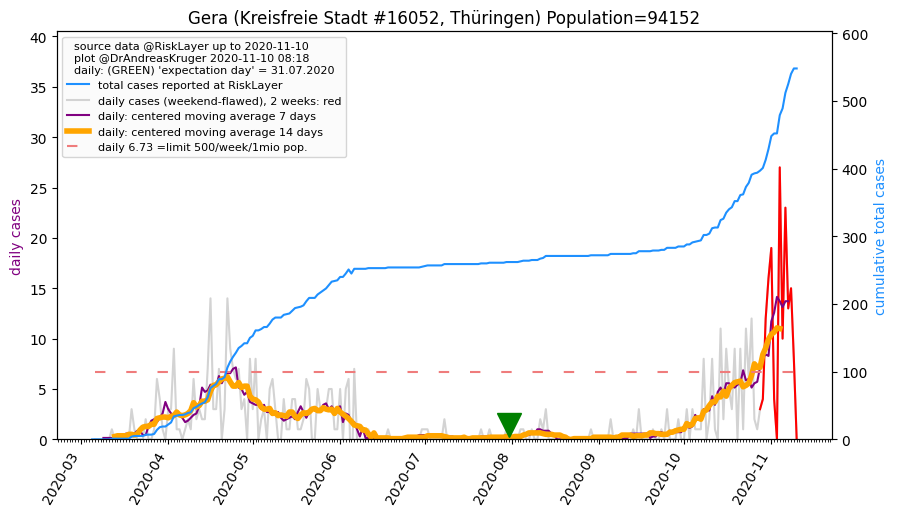 Gera (Kreisfreie Stadt #16052, Thüringen) Population=94152
source data @RiskLayer up to 2020-11-10
plot @DrAndreasKruger 2020-11-10 08:18
daily: (GREEN) 'expectation day' = 31.07.2020
total cases reported at RiskLayer
daily cases (weekend-flawed), 2 weeks: red
daily: centered moving average 7 days
daily: centered moving average 14 days
daily 6.73 =limit 500/week/1mio pop.
daily cases
40
35
30
25
20
15
10
5
0
cumulative total cases
600
500
400
300
200
100
0
2020-03
2020-04
2020-05
2020-06
2020-07
2020-08
2020-09
2020-10
2020-11